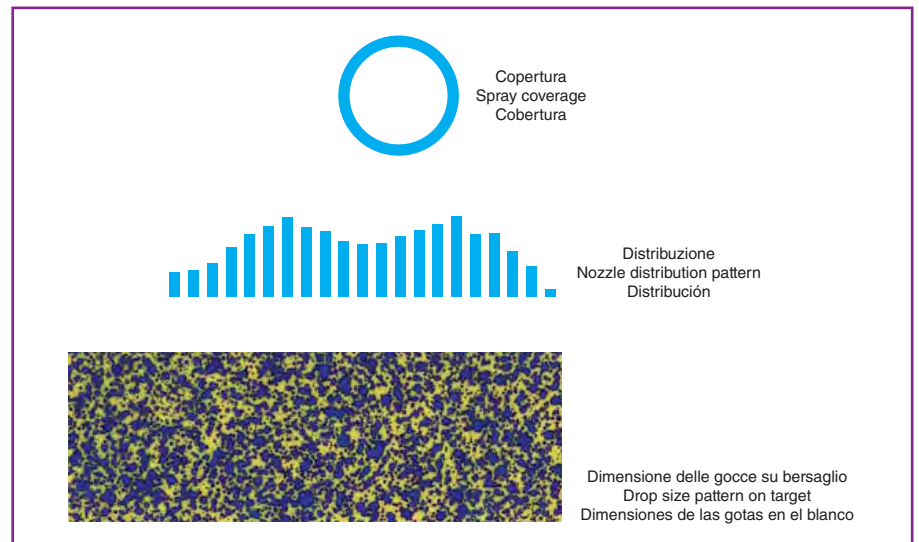 Copertura
Spray coverage
Cobertura
Distribuzione
Nozzle distribution pattern
Distribución
Dimensione delle gocce su bersaglio
Drop size pattern on target
Dimensiones de las gotas en el blanco